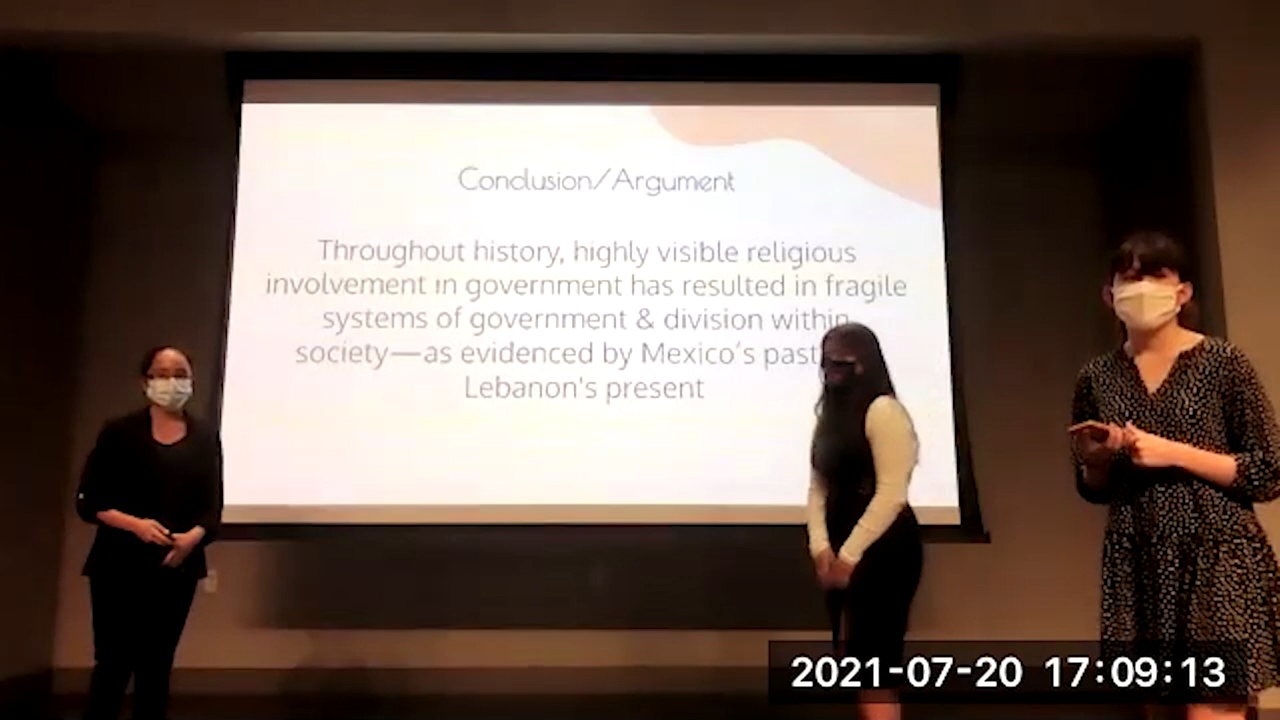 Conclusion/Argument
Throughout history, highly visible religious
involvement in government has resulted in fragile
systems of government & division within
society—as evidenced by Mexico's past
Lebanon's present
2021-07-20 17:09:13